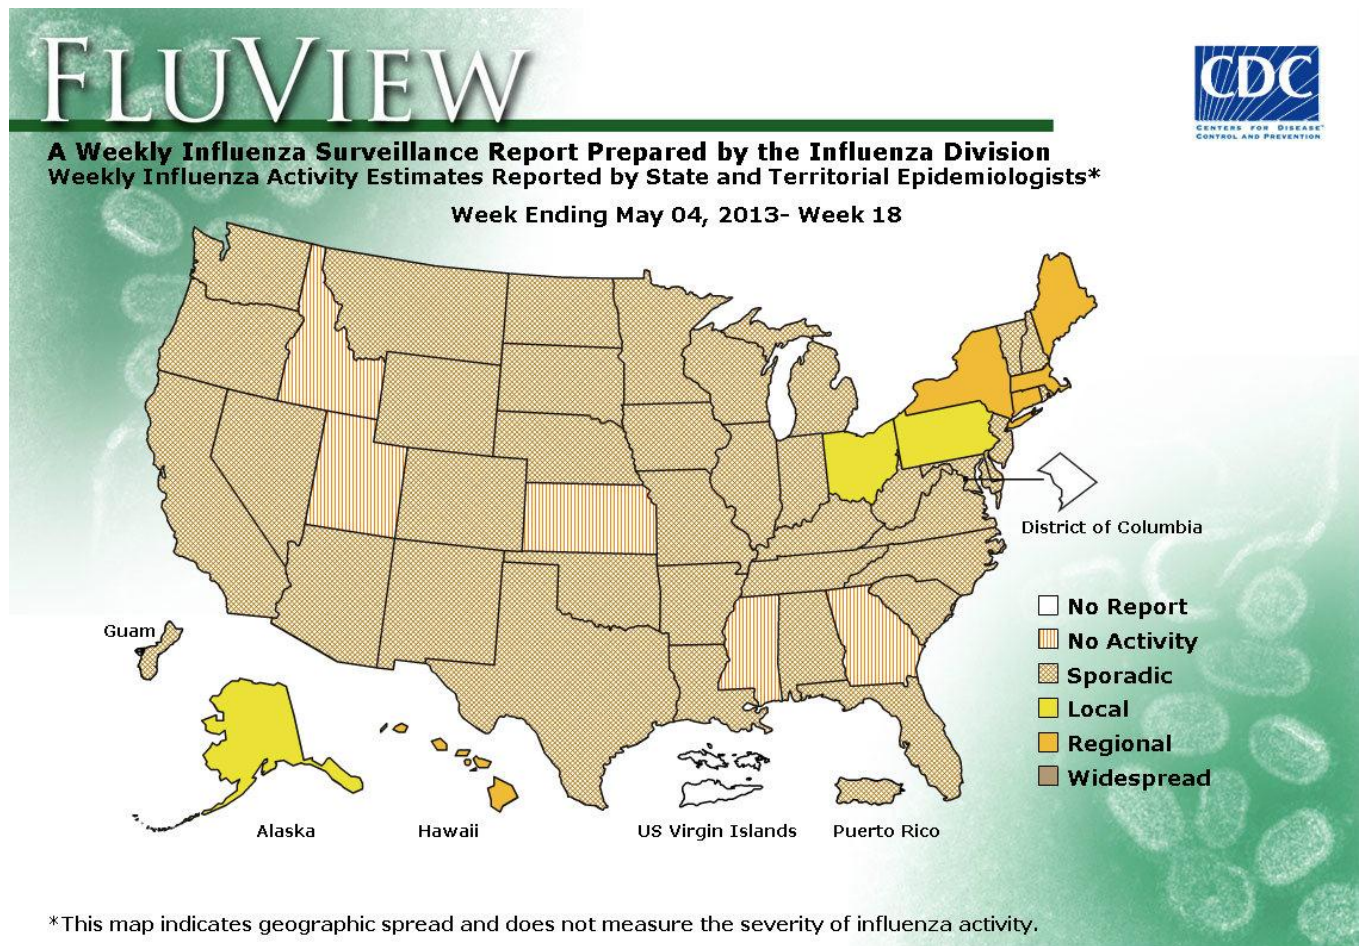 FLUVIEW
CDC
CENTERS FOR DISEASE
CONTROL AND PREVENTION
A Weekly Influenza Surveillance Report Prepared by the Influenza Division
Weekly Influenza Activity Estimates Reported by State and Territorial Epidemiologists*
Week Ending May 04, 2013- Week 18
District of Columbia
No Report
No Activity
Sporadic
Local
Regional
Widespread
Guam
Alaska
Hawaii
US Virgin Islands
Puerto Rico
*This map indicates geographic spread and does not measure the severity of influenza activity.